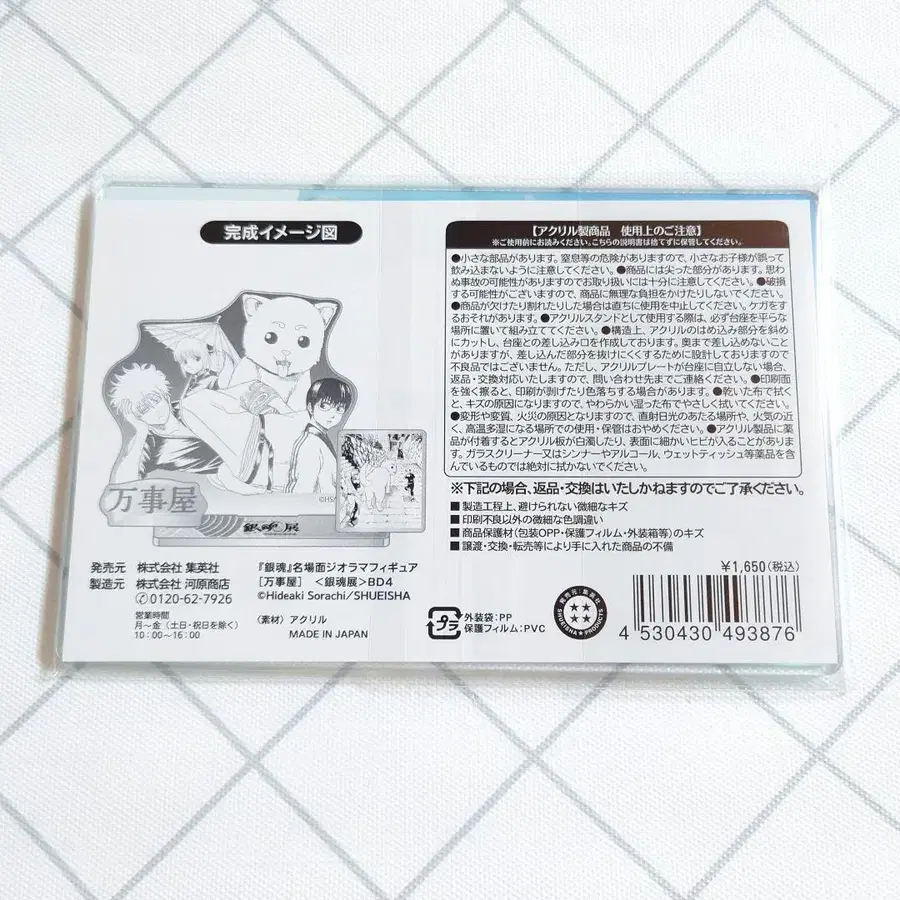 完成イメージ図
万事屋
銀魂展
発売元 株式会社 集英社
製造元 株式会社 河原商店
0120-62-7926
営業時間
月～金（土日・祝日を除く）
10：00～16：00
『銀魂』名場面ジオラマフィギュア
［万事屋］ ＜銀魂展＞BD4
©Hideaki Sorachi/SHUEISHA
〈素材〉アクリル
MADE IN JAPAN
【アクリル製商品 使用上のご注意】
※ご使用前にお読みください。こちらの説明書は捨てずに保管してください。
●小さな部品があります。窒息等の危険がありますので、小さなお子様が誤って
飲み込まないように注意してください。●商品には尖った部分があります。思わ
ぬ事故の可能性がありますのでお取り扱いには十分に注意してください。●破損
する可能性がございますので、商品に無理な負担をかけたりしないでください。
●商品が欠けたり割れたりした場合は直ちに使用を中止してください。ケガをす
るおそれがあります。●アクリルスタンドとして使用する際は、必ず台座を平らな
場所に置いて組み立ててください。●構造上、アクリルのはめ込み部分を斜め
にカットし、台座との差し込み口を作成しております。奥まで差し込めないこと
がありますが、差し込んだ部分を抜けにくくするために設計しておりますので
不良品ではございません。ただし、アクリルプレートが台座に自立しない場合、
返品・交換対応いたしますので、問い合わせ先までご連絡ください。●印刷面
を強く擦ると、印刷が剥げたり色落ちする場合があります。●乾いた布で拭く
と、キズの原因になりますので、やわらかい湿った布でやさしく拭いてください。
●変形や変質、火災の原因となりますので、直射日光のあたる場所や、火気の近
く、高温多湿になる場所での使用・保管はおやめください。●アクリル製品に薬
品が付着するとアクリル板が白濁したり、表面に細かいヒビが入ることがありま
す。ガラスクリーナー又はシンナーやアルコール、ウェットティッシュ等薬品を含
んでいるものでは絶対に拭かないでください。
※下記の場合、返品・交換はいたしかねますのでご了承ください。
■製造工程上、避けられない微細なキズ
■印刷不良以外の微細な色調違い
■商品保護材（包装OPP・保護フィルム・外装箱等）のキズ
■譲渡・交換・転売等により手に入れた商品の不備
¥1,650(税込)
プラ
外装袋：PP
保護フィルム：PVC
発売元：集英社
SHUEISHA PRODUCTS
4 530430 493876